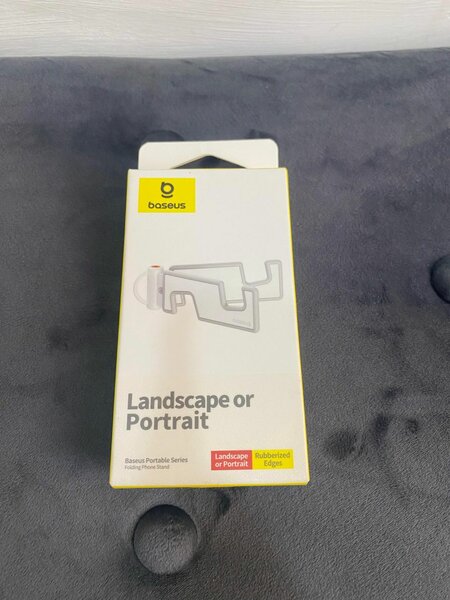 baseus
Landscape or
Portrait
Baseus Portable Series
Folding Phone Stand
Landscape
or Portrait
Rubberized
Edges